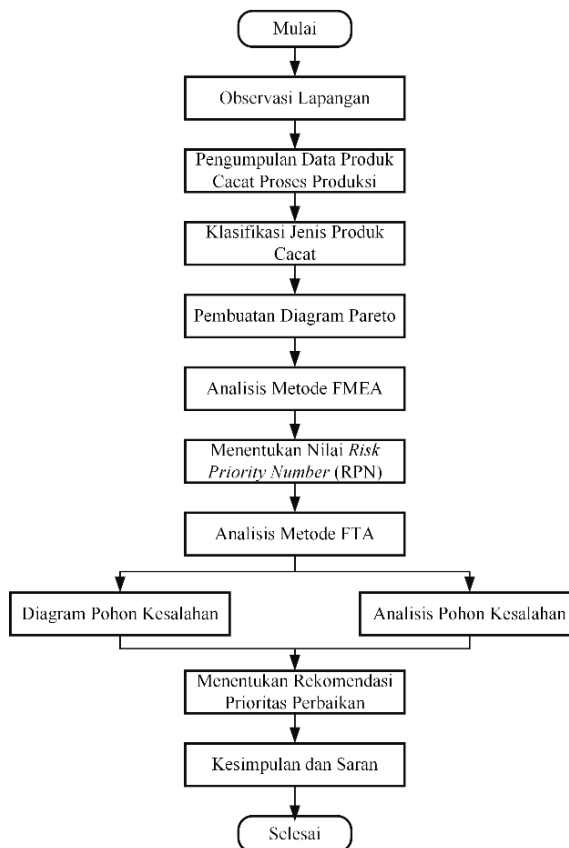 Mulai
Observasi Lapangan
Pengumpulan Data Produk
Cacat Proses Produksi
Klasifikasi Jenis Produk
Cacat
Pembuatan Diagram Pareto
Analisis Metode FMEA
Menentukan Nilai Risk
Priority Number (RPN)
Analisis Metode FTA
Diagram Pohon Kesalahan
Analisis Pohon Kesalahan
Menentukan Rekomendasi
Prioritas Perbaikan
Kesimpulan dan Saran
Selesai